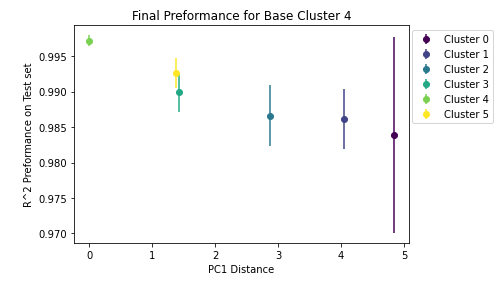 Final Preformance for Base Cluster 4
R^2 Preformance on Test set
0.995
0.990
0.985
0.980
0.975
0.970
0
1
2
3
4
5
PC1 Distance
Cluster 0
Cluster 1
Cluster 2
Cluster 3
Cluster 4
Cluster 5